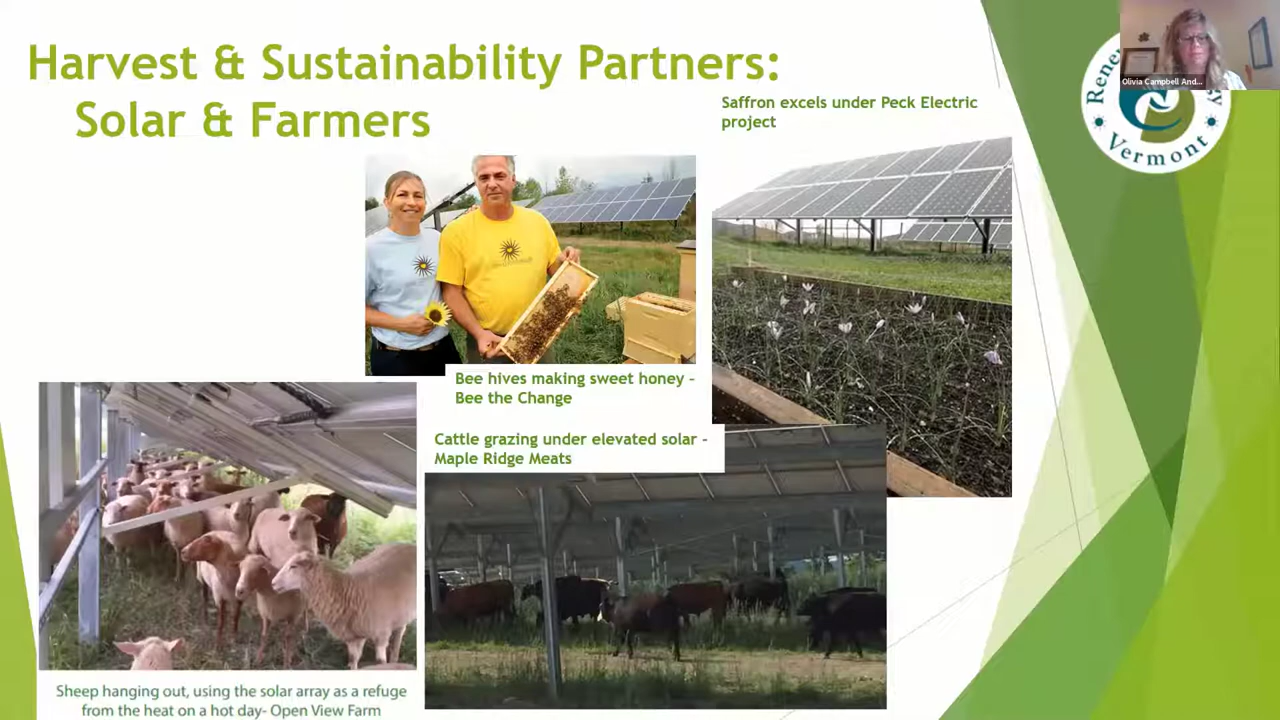 Harvest & Sustainability Partners:
Solar & Farmers
Olivia Campbell And...
Vermont
Saffron excels under Peck Electric
project
Bee hives making sweet honey –
Bee the Change
Cattle grazing under elevated solar –
Maple Ridge Meats
Sheep hanging out, using the solar array as a refuge
from the heat on a hot day- Open View Farm